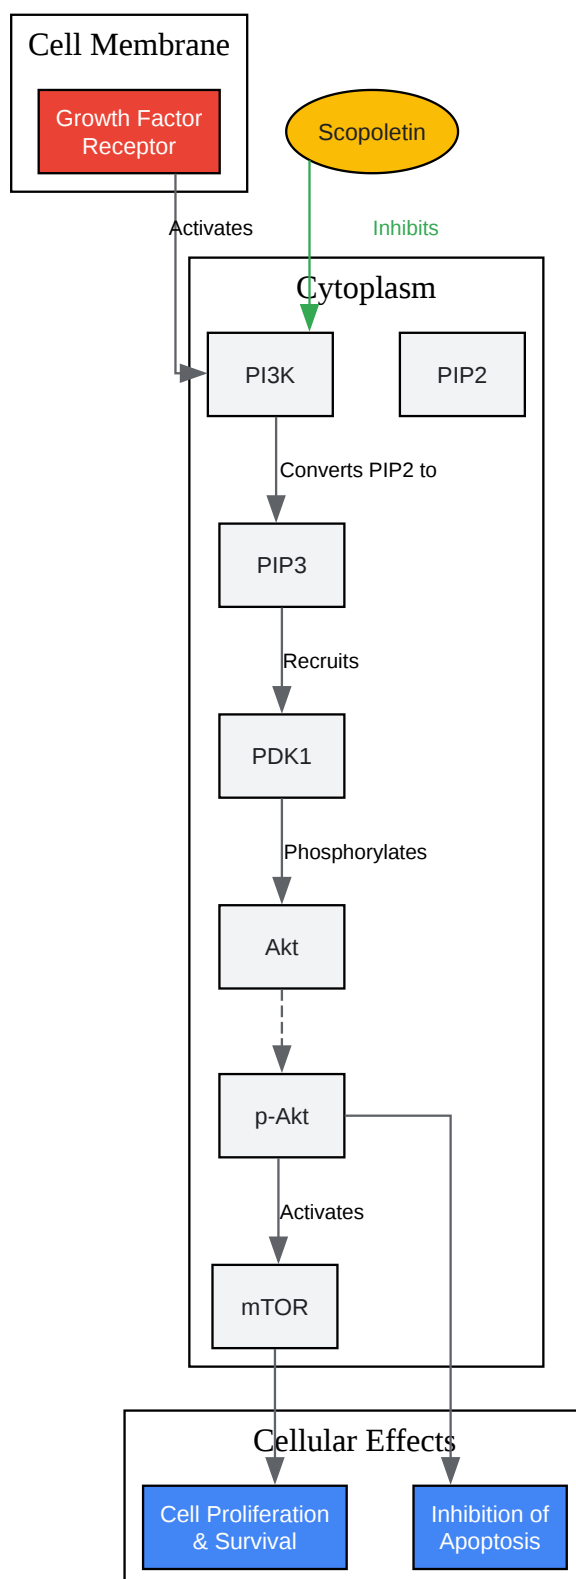 Cell Membrane
Growth Factor
Receptor
Scopoletin
Activates
Inhibits
Cytoplasm
PI3K
PIP2
Converts PIP2 to
PIP3
Recruits
PDK1
Phosphorylates
Akt
p-Akt
Activates
mTOR
Cellular Effects
Cell Proliferation
& Survival
Inhibition of
Apoptosis